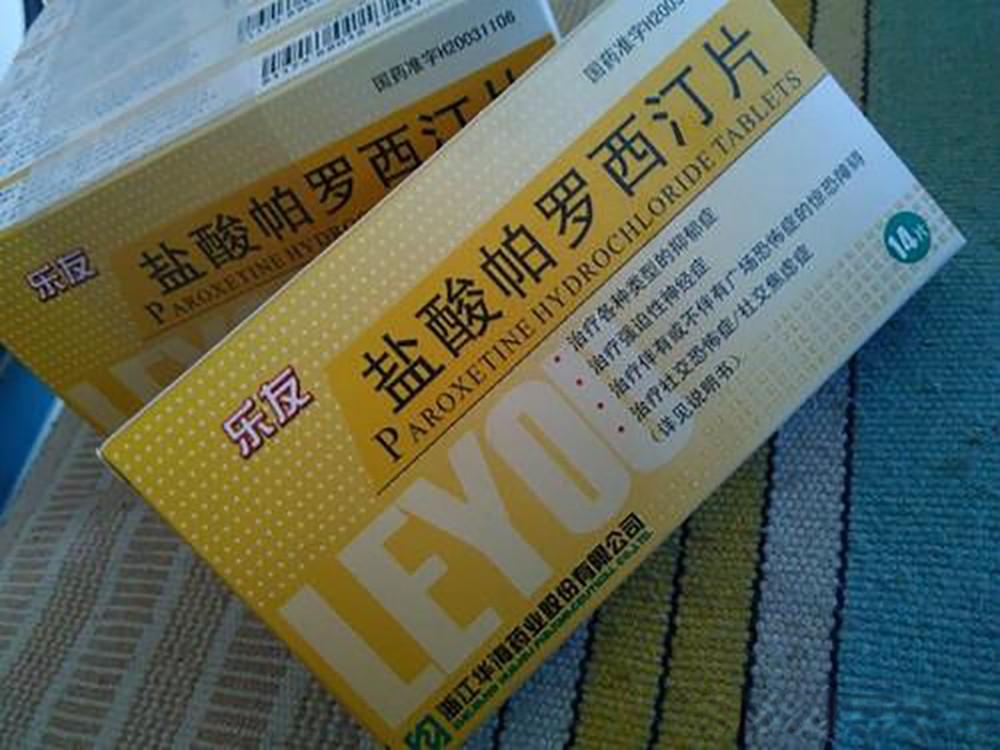 国药准字H20031106
盐酸帕罗西汀片
PAROXETINE HYDRO
乐友
国药准字H2003
盐酸帕罗西汀片
PAROXETINE HYDROCHLORIDE TABLETS
乐友
治疗各种类型的抑郁症
治疗强迫性神经症
治疗伴有或不伴有广场恐怖症的惊恐障碍
治疗社交恐怖症/社交焦虑症
(详见说明书)
14片
LEYOU
浙江华海药业股份有限公司